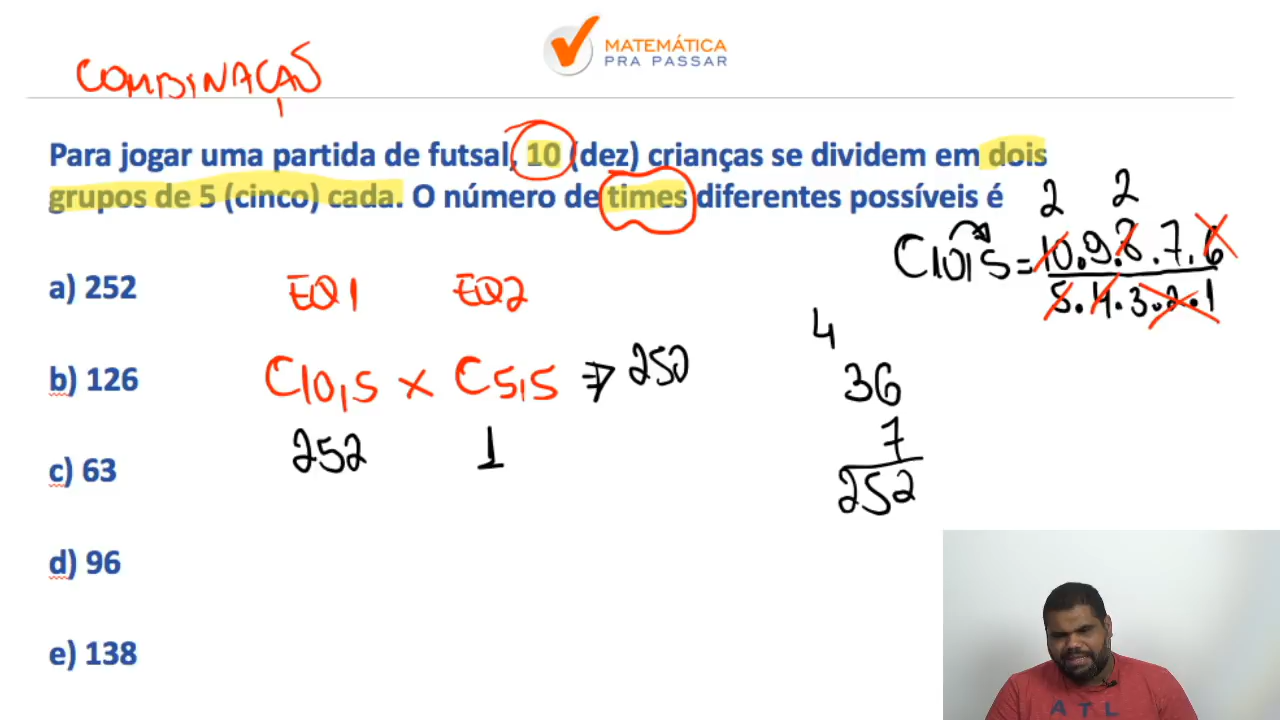 MATEMÁTICA
PRA PASSAR
COMBINAÇÃO
Para jogar uma partida de futsal, 10 (dez) crianças se dividem em dois
grupos de 5 (cinco) cada. O número de times diferentes possíveis é
2 2
C10,5 = 10.9.8.7.6
5.4.3.2.1
a) 252
EQ1 EQ2
4
36
7
252
b) 126
C10,5 x C5,5 ⇒ 252
252 1
c) 63
d) 96
e) 138
ATL